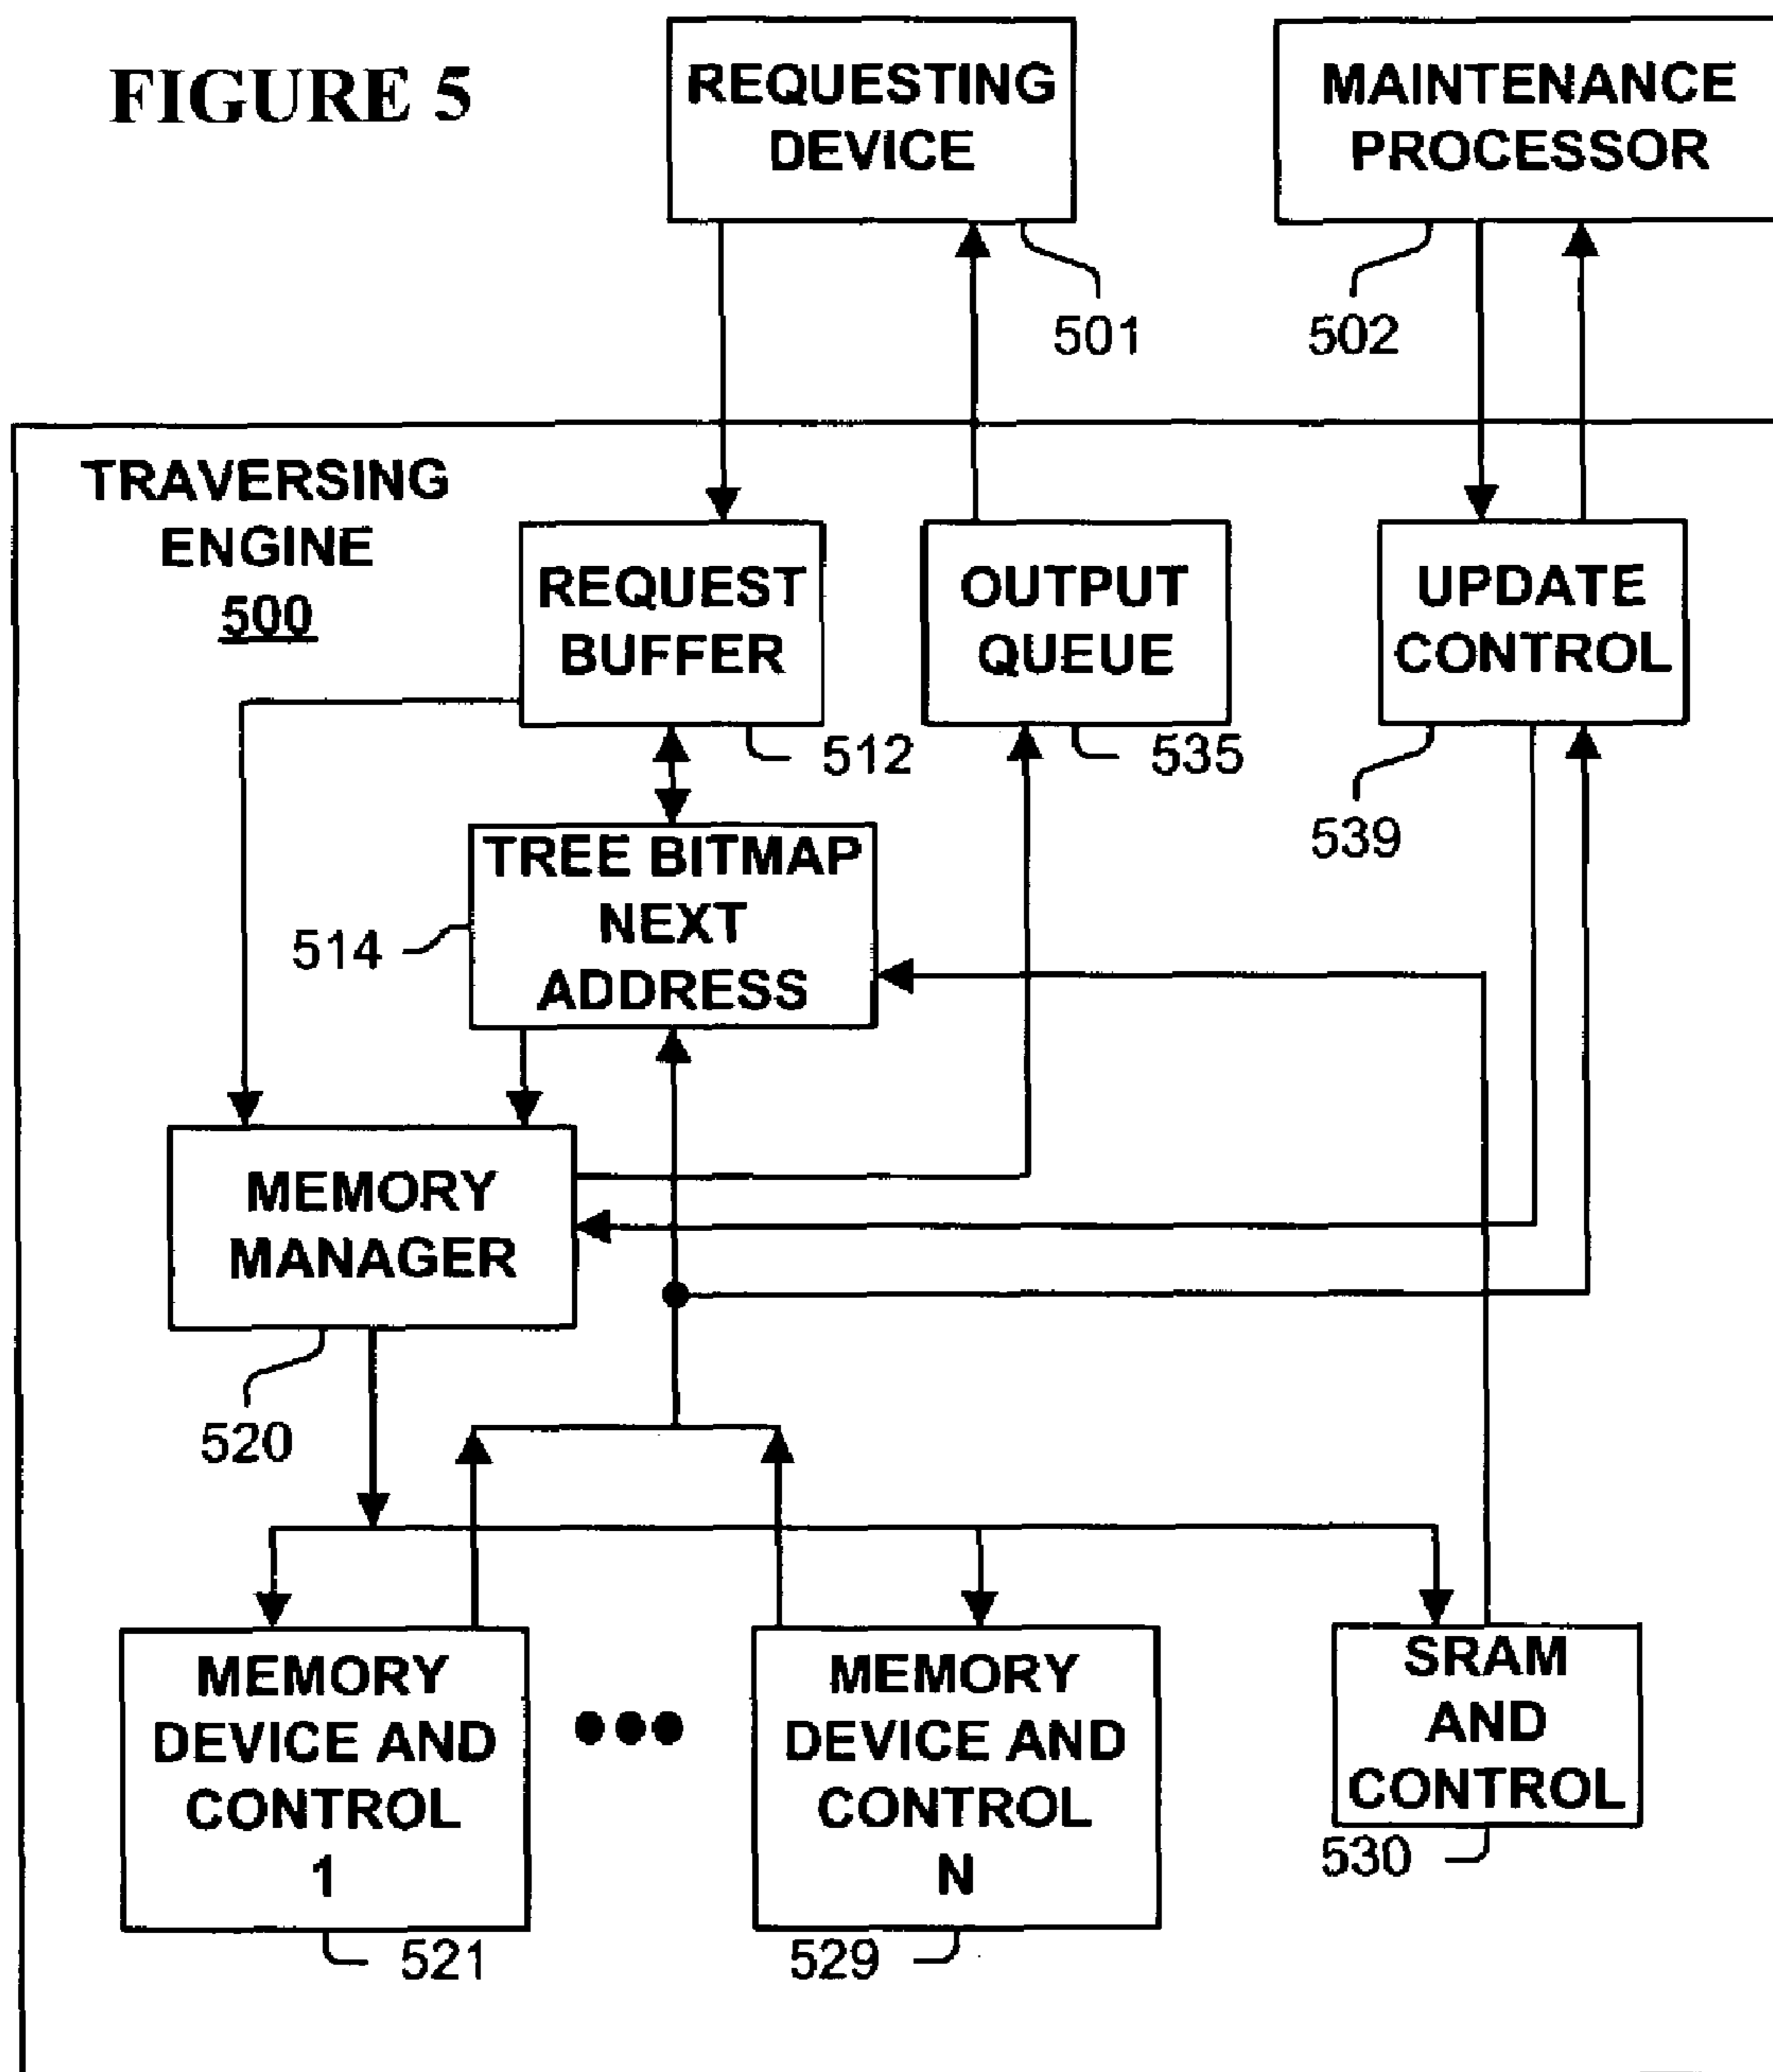 FIGURE 5
REQUESTING
DEVICE
MAINTENANCE
PROCESSOR
501
502
TRAVERSING
ENGINE
500
REQUEST
BUFFER
OUTPUT
QUEUE
UPDATE
CONTROL
512
535
539
TREE BITMAP
NEXT
ADDRESS
514
MEMORY
MANAGER
520
MEMORY
DEVICE AND
CONTROL
1
MEMORY
DEVICE AND
CONTROL
N
SRAM
AND
CONTROL
530
521
529